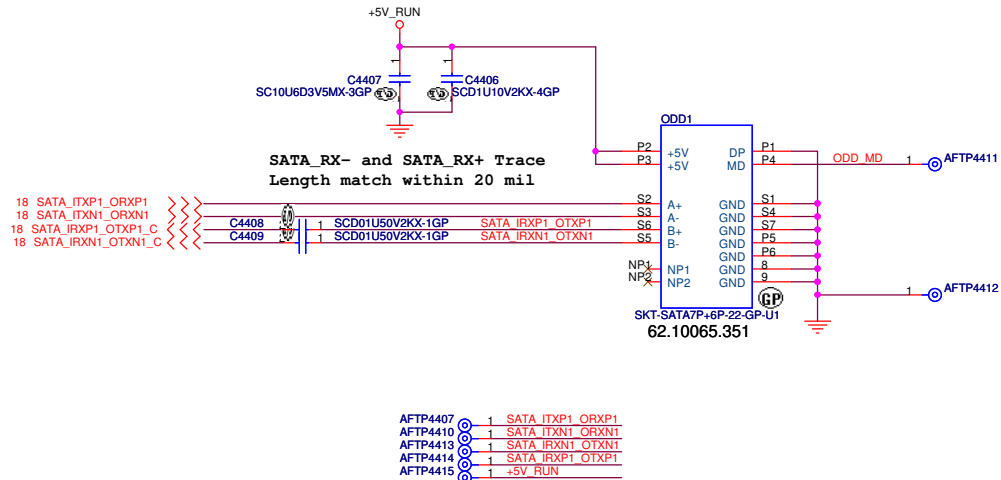 +5V_RUN
1 1
C4407 C4406
SC10U6D3V5MX-3GP SCD1U10V2KX-4GP
ODD1
SATA_RX- and SATA_RX+ Trace
Length match within 20 mil
P2 +5V DP P1
P3 +5V MD P4 ODD_MD 1 AFTP4411
18 SATA_ITXP1_ORXP1 S2 A+ GND S1
18 SATA_ITXN1_ORXN1 S3 A- GND S4
18 SATA_IRXP1_OTXP1_C C4408 1 SCD01U50V2KX-1GP SATA_IRXP1_OTXP1 S6 B+ GND S7
18 SATA_IRXN1_OTXN1_C C4409 1 SCD01U50V2KX-1GP SATA_IRXN1_OTXN1 S5 B- GND P5
GND P6
NP1 NP1 GND 8
NP2 NP2 GND 9
1 AFTP4412
GP
SKT-SATA7P+6P-22-GP-U1
62.10065.351
AFTP4407 1 SATA_ITXP1_ORXP1
AFTP4410 1 SATA_ITXN1_ORXN1
AFTP4413 1 SATA_IRXN1_OTXN1
AFTP4414 1 SATA_IRXP1_OTXP1
AFTP4415 1 +5V_RUN